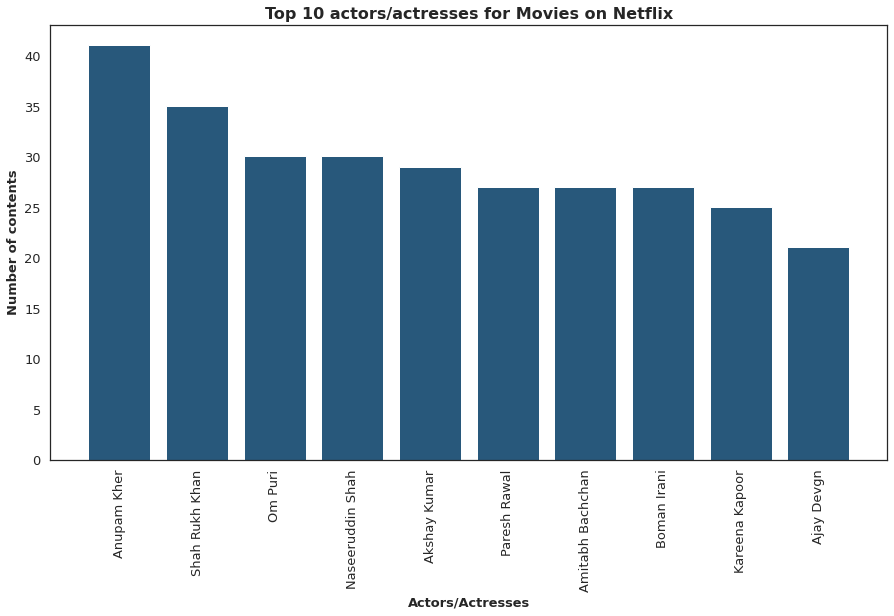 Top 10 actors/actresses for Movies on Netflix
Number of contents
40
35
30
25
20
15
10
5
0
Anupam Kher
Shah Rukh Khan
Om Puri
Naseeruddin Shah
Akshay Kumar
Paresh Rawal
Amitabh Bachchan
Boman Irani
Kareena Kapoor
Ajay Devgn
Actors/Actresses